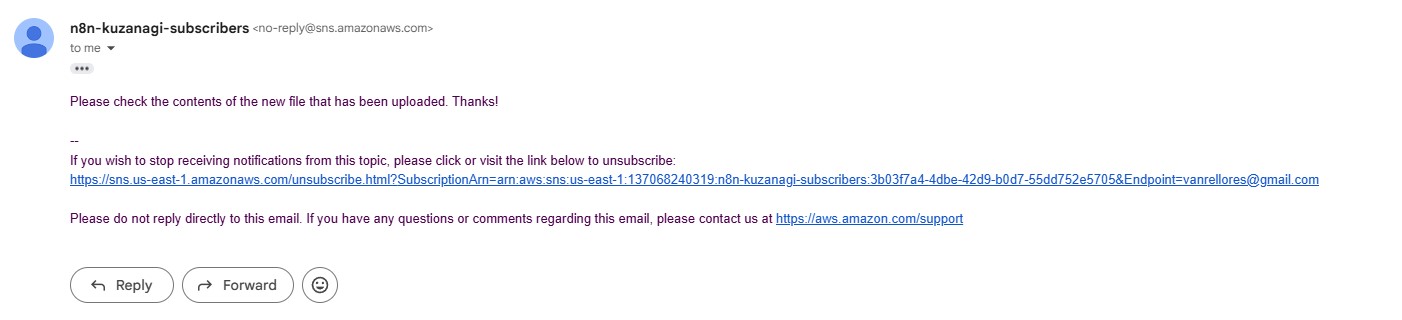 n8n-kuzanagi-subscribers <no-reply@sns.amazonaws.com>
to me
Please check the contents of the new file that has been uploaded. Thanks!
--
If you wish to stop receiving notifications from this topic, please click or visit the link below to unsubscribe:
https://sns.us-east-1.amazonaws.com/unsubscribe.html?SubscriptionArn=arn:aws:sns:us-east-1:137068240319:n8n-kuzanagi-subscribers:3b03f7a4-4dbe-42d9-b0d7-55dd752e5705&Endpoint=vanrellores@gmail.com
Please do not reply directly to this email. If you have any questions or comments regarding this email, please contact us at https://aws.amazon.com/support
Reply Forward